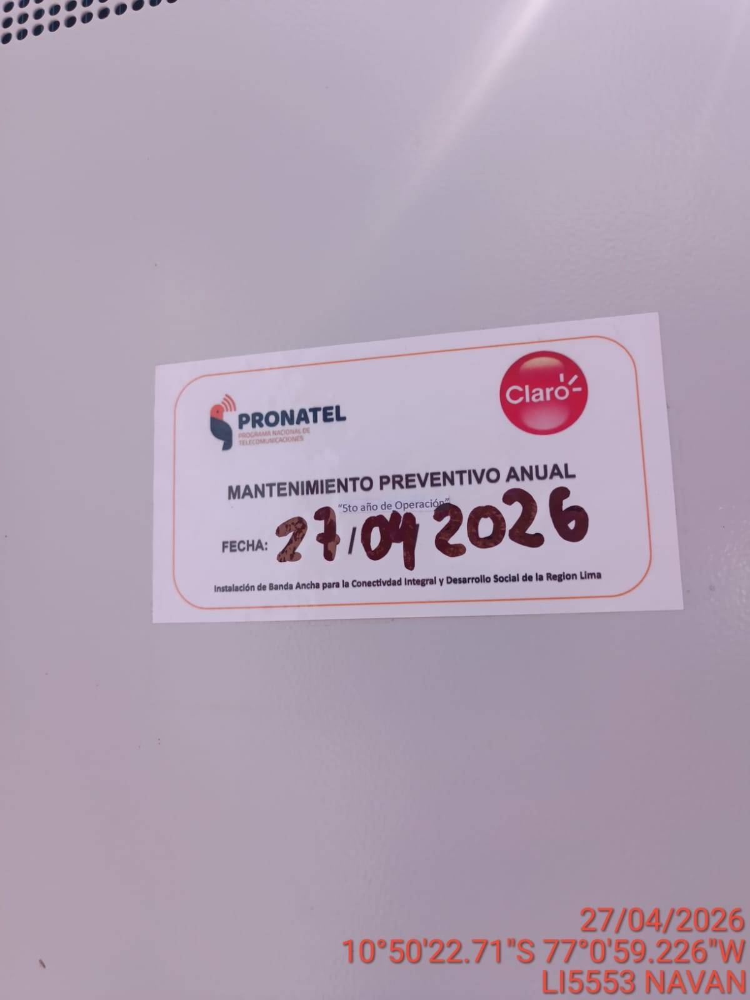 PRONATEL
PROGRAMA NACIONAL DE
TELECOMUNICACIONES
Claro
MANTENIMIENTO PREVENTIVO ANUAL
"5to año de Operación"
FECHA: 27/04/2026
Instalación de Banda Ancha para la Conectivdad Integral y Desarrollo Social de la Region Lima
27/04/2026
10°50'22.71"S 77°0'59.226"W
LI5553 NAVAN